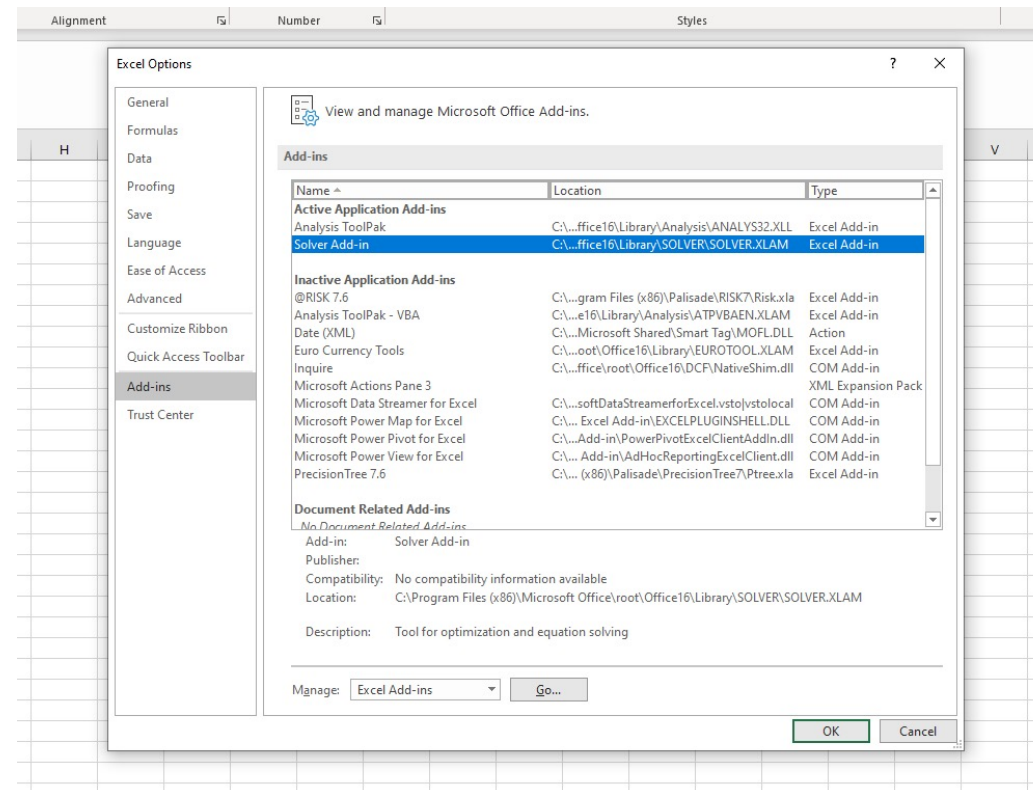 Alignment Number Styles
Excel Options ? ×
H V
General
Formulas
Data
Proofing
Save
Language
Ease of Access
Advanced
Customize Ribbon
Quick Access Toolbar
Add-ins
Trust Center
View and manage Microsoft Office Add-ins.
Add-ins
Name Location Type
Active Application Add-ins
Analysis ToolPak C:\...ffice16\Library\Analysis\ANALYS32.XLL Excel Add-in
Solver Add-in C:\...ffice16\Library\SOLVER\SOLVER.XLAM Excel Add-in
Inactive Application Add-ins
@RISK 7.6 C:\...gram Files (x86)\Palisade\RISK7\Risk.xla Excel Add-in
Analysis ToolPak - VBA C:\...e16\Library\Analysis\ATPVBAEN.XLAM Excel Add-in
Date (XML) C:\...Microsoft Shared\Smart Tag\MOFL.DLL Action
Euro Currency Tools C:\...oot\Office16\Library\EUROTOOL.XLAM Excel Add-in
Inquire C:\...ffice\root\Office16\DCF\NativeShim.dll COM Add-in
Microsoft Actions Pane 3 XML Expansion Pack
Microsoft Data Streamer for Excel C:\...softDataStreamerforExcel.vsto|vstolocal COM Add-in
Microsoft Power Map for Excel C:\... Excel Add-in\EXCELPLUGINSHELL.DLL COM Add-in
Microsoft Power Pivot for Excel C:\...Add-in\PowerPivotExcelClientAddIn.dll COM Add-in
Microsoft Power View for Excel C:\... Add-in\AdHocReportingExcelClient.dll COM Add-in
PrecisionTree 7.6 C:\... (x86)\Palisade\PrecisionTree7\Ptree.xla Excel Add-in
Document Related Add-ins
No Document Related Add-ins
Add-in: Solver Add-in
Publisher:
Compatibility: No compatibility information available
Location: C:\Program Files (x86)\Microsoft Office\root\Office16\Library\SOLVER\SOLVER.XLAM
Description: Tool for optimization and equation solving
Manage: Excel Add-ins Go...
OK Cancel